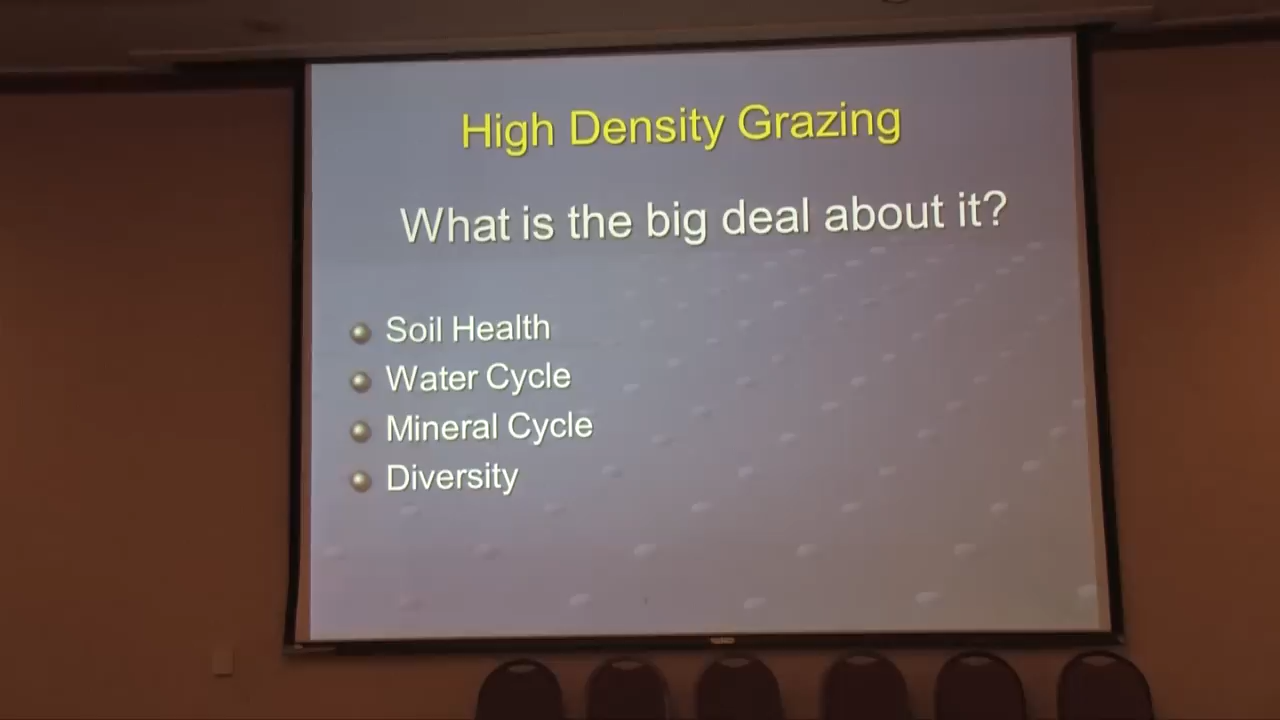 High Density Grazing
What is the big deal about it?
Soil Health
Water Cycle
Mineral Cycle
Diversity